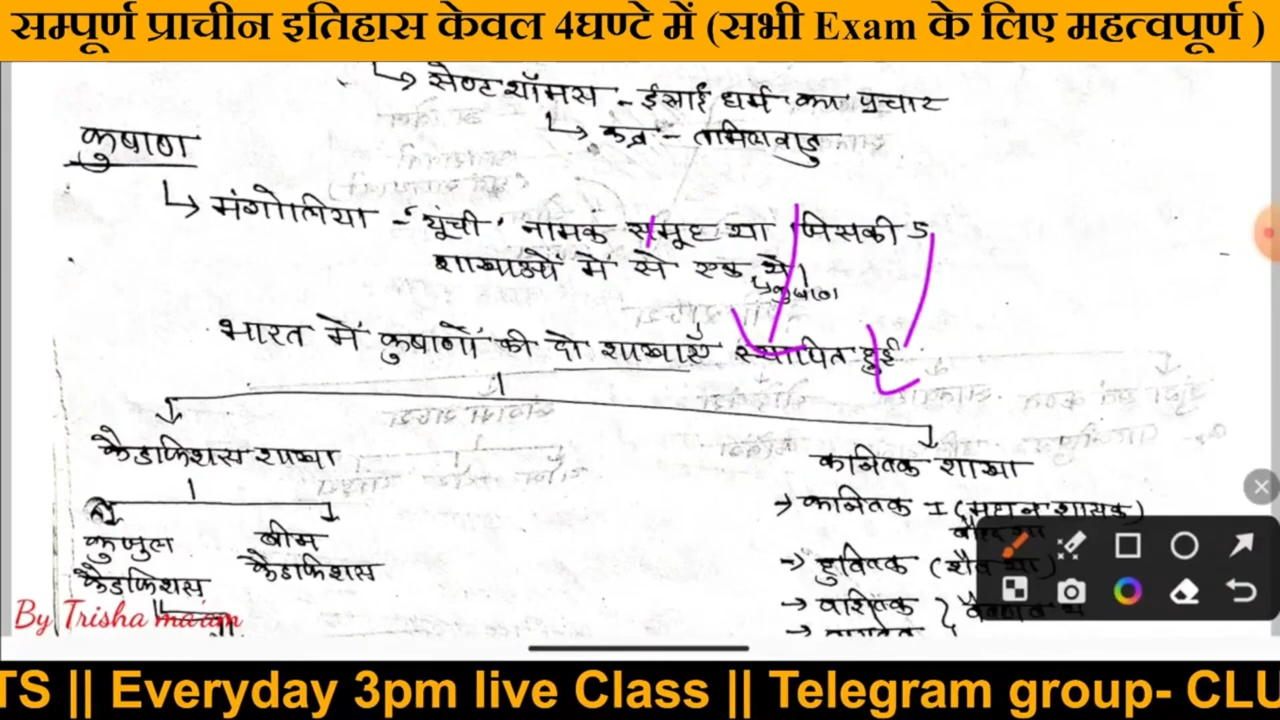 सम्पूर्ण प्राचीन इतिहास केवल 4घण्टे में (सभी Exam के लिए महत्वपूर्ण )
↳ सेण्ट थॉमस - ईसाई धर्म का प्रचार
↳ कब्र - तामिलनाडु
कुषाण
↳ मंगोलिया - 'यूंची' नामक समूह था जिसकी 5
शाखाओं में से एक थे।
↳ कुषाण
भारत में कुषाणों की दो शाखाएँ स्थापित हुई
कैडफिशस शाखा
कनिष्क शाखा
→ कनिष्क I (महान शासक)
कुजुल
कैडफिशस
बीम
कैडफिशस
→ हुविष्क (शैव था)
→ वशिष्क }
By Trisha ma'am
TS || Everyday 3pm live Class || Telegram group- CLU